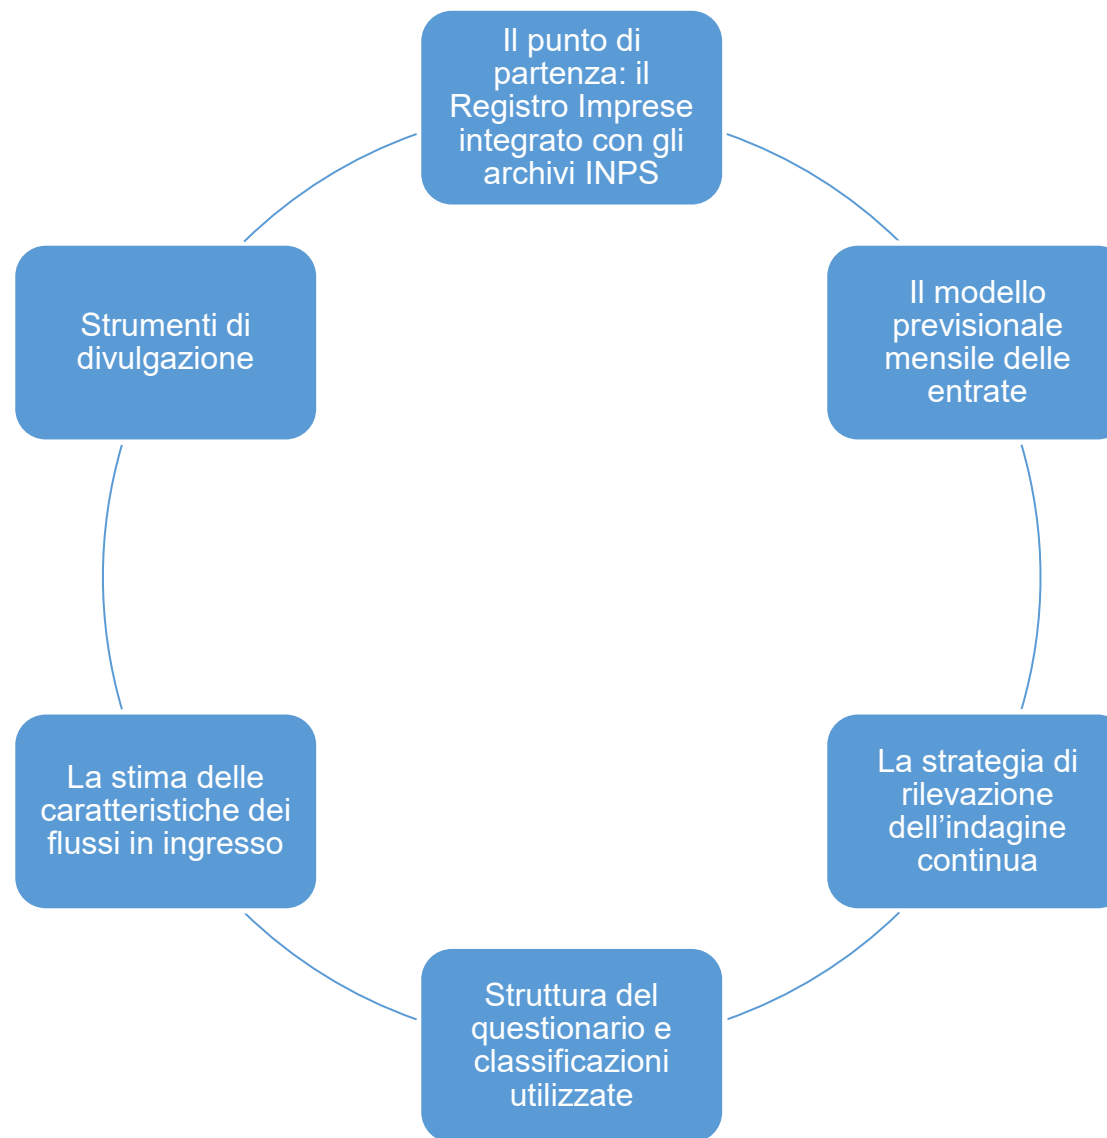 Il punto di
partenza: il
Registro Imprese
integrato con gli
archivi INPS
Il modello
previsionale
mensile delle
entrate
La strategia di
rilevazione
dell’indagine
continua
Struttura del
questionario e
classificazioni
utilizzate
La stima delle
caratteristiche dei
flussi in ingresso
Strumenti di
divulgazione